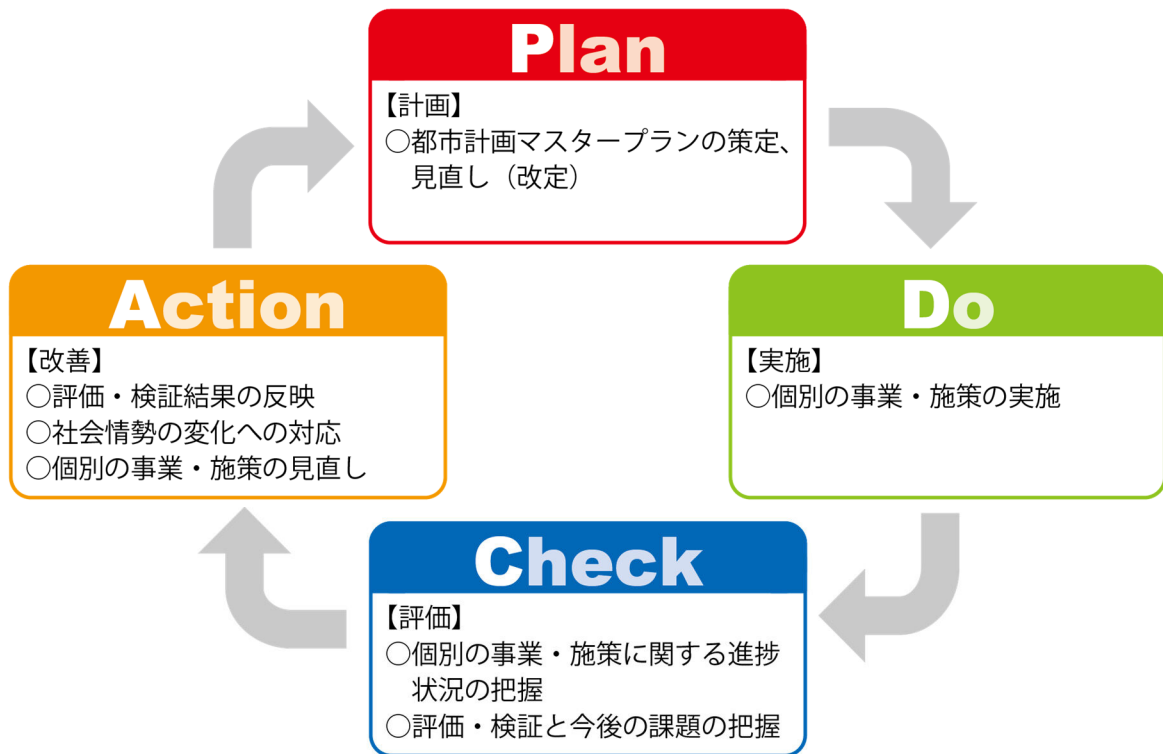 Plan
【計画】
○都市計画マスタープランの策定、
見直し（改定）
Do
【実施】
○個別の事業・施策の実施
Check
【評価】
○個別の事業・施策に関する進捗
状況の把握
○評価・検証と今後の課題の把握
Action
【改善】
○評価・検証結果の反映
○社会情勢の変化への対応
○個別の事業・施策の見直し